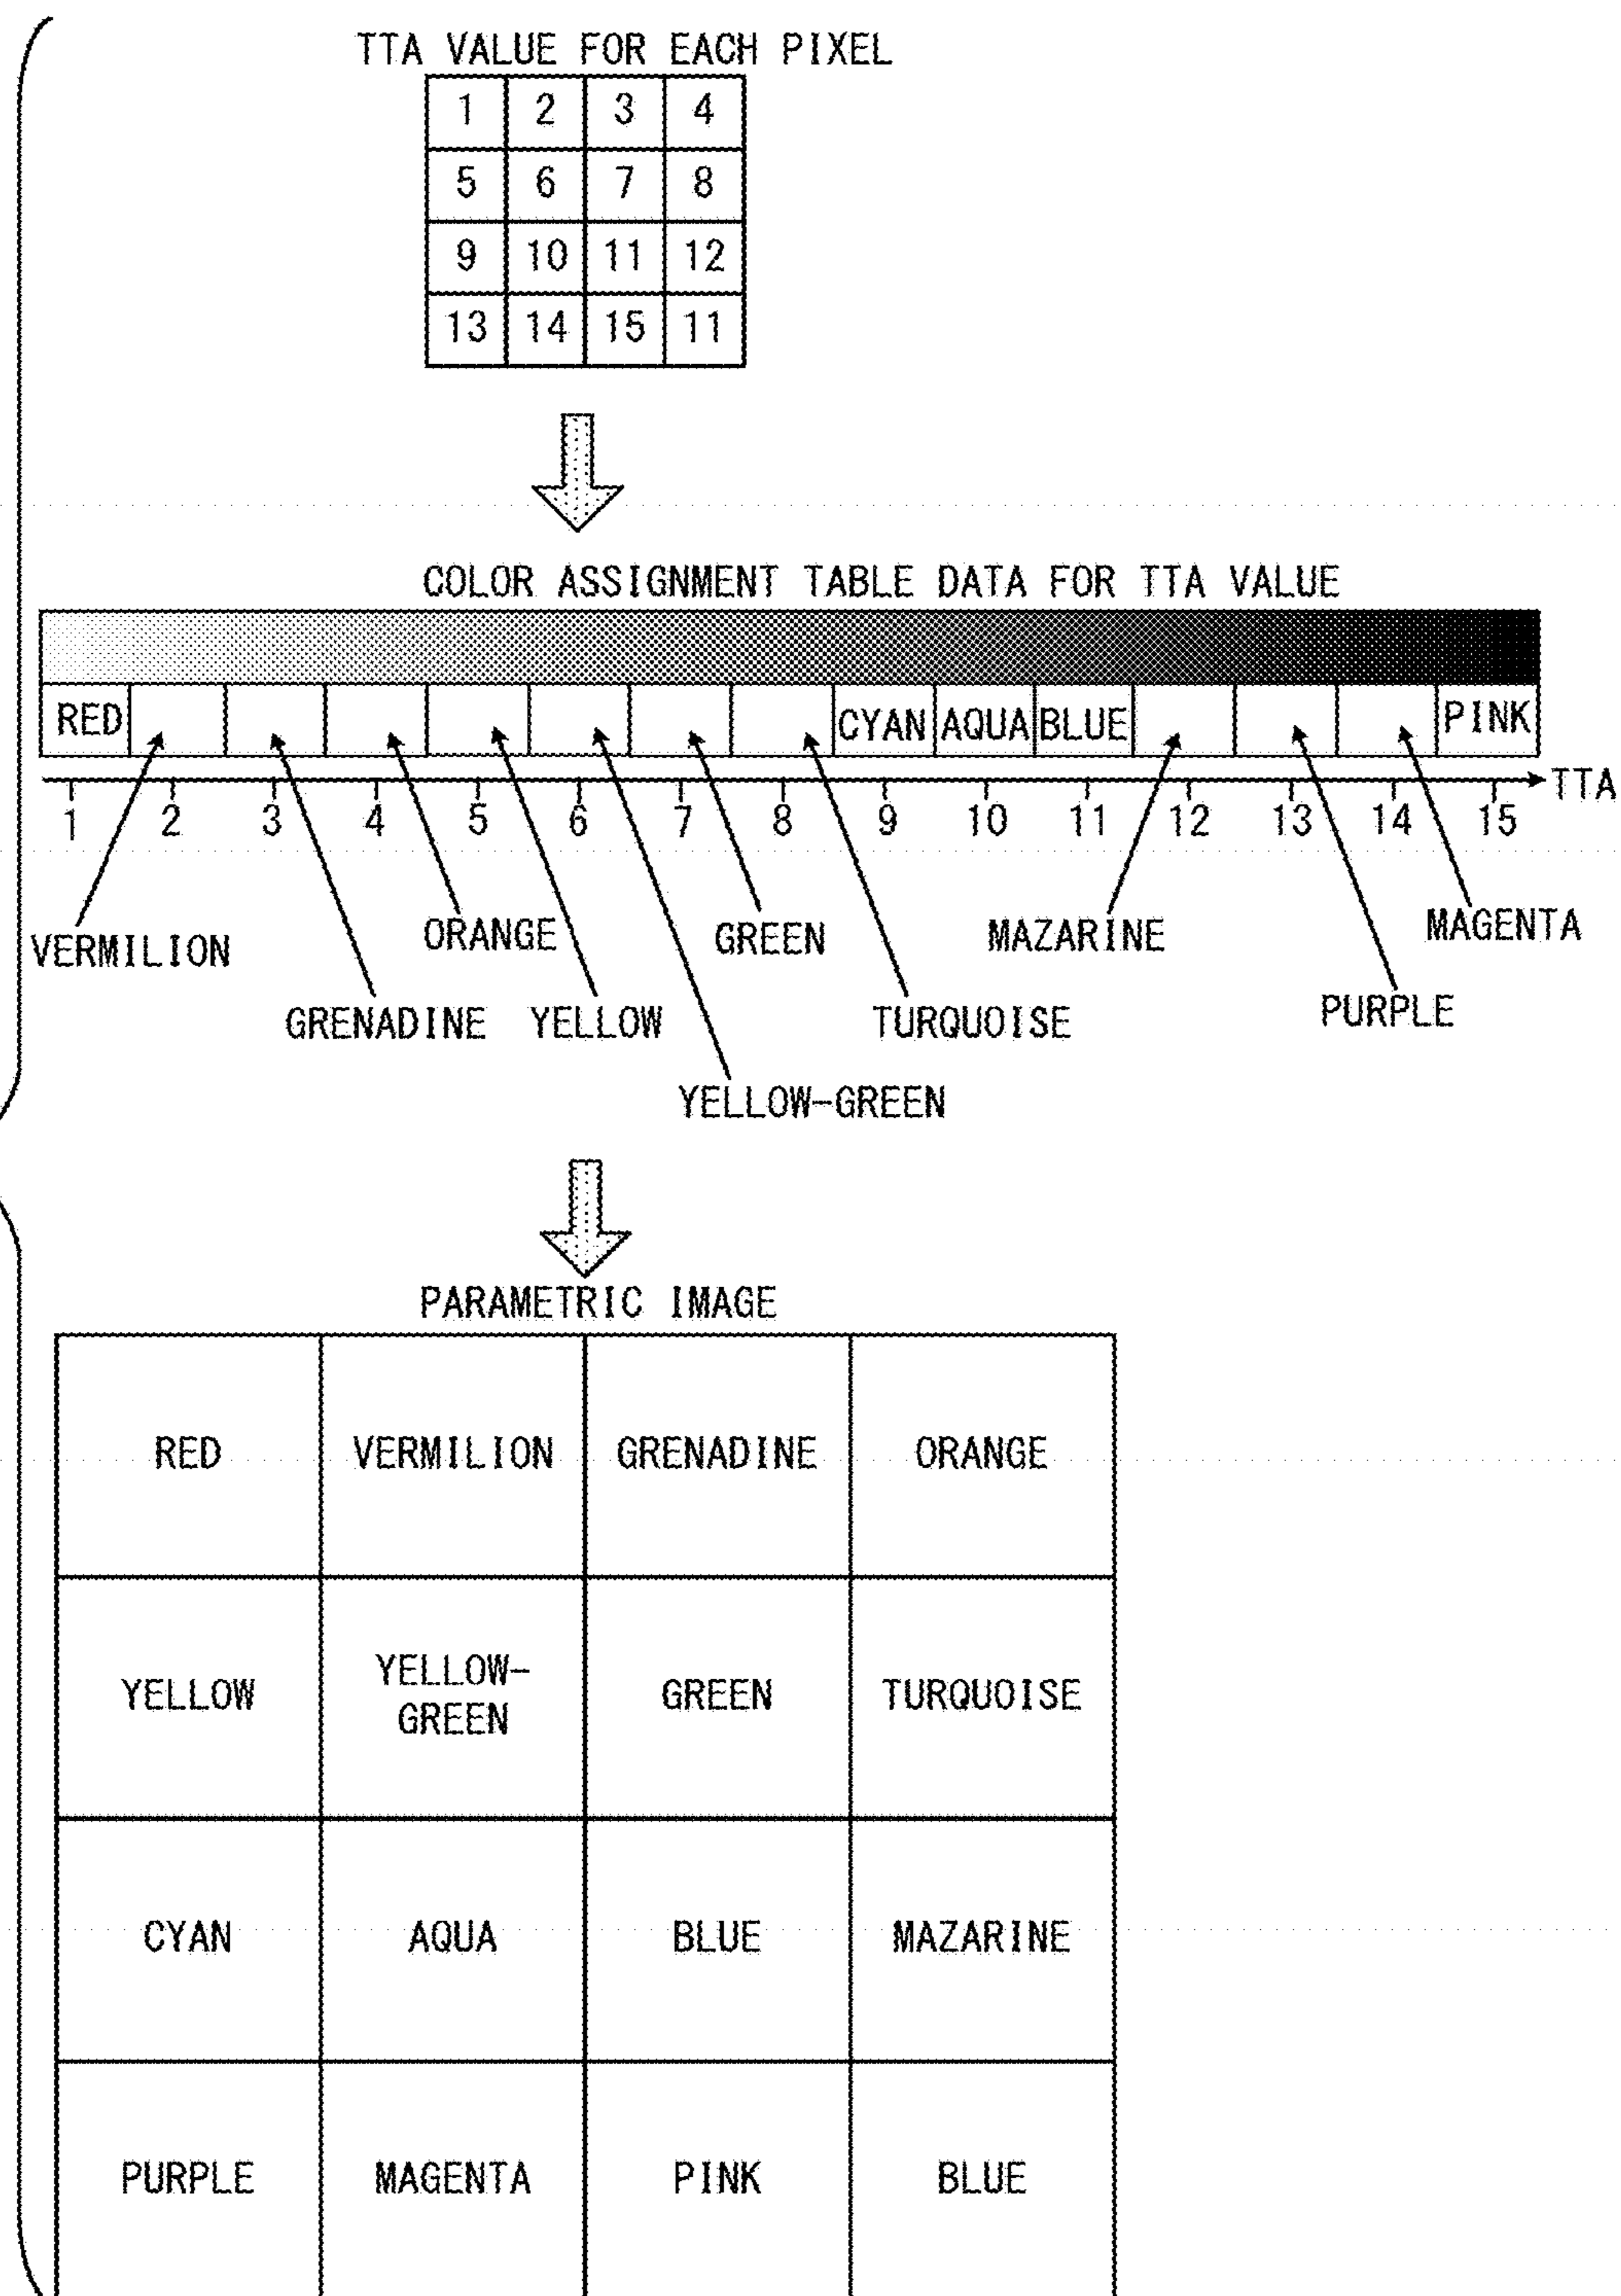 TTA VALUE FOR EACH PIXEL
1 2 3 4
5 6 7 8
9 10 11 12
13 14 15 11
COLOR ASSIGNMENT TABLE DATA FOR TTA VALUE
RED CYAN AQUA BLUE PINK
TTA
1 2 3 4 5 6 7 8 9 10 11 12 13 14 15
VERMILION ORANGE GREEN MAZARINE MAGENTA
GRENADINE YELLOW TURQUOISE PURPLE
YELLOW-GREEN
PARAMETRIC IMAGE
RED VERMILION GRENADINE ORANGE
YELLOW YELLOW- GREEN TURQUOISE
GREEN
CYAN AQUA BLUE MAZARINE
PURPLE MAGENTA PINK BLUE